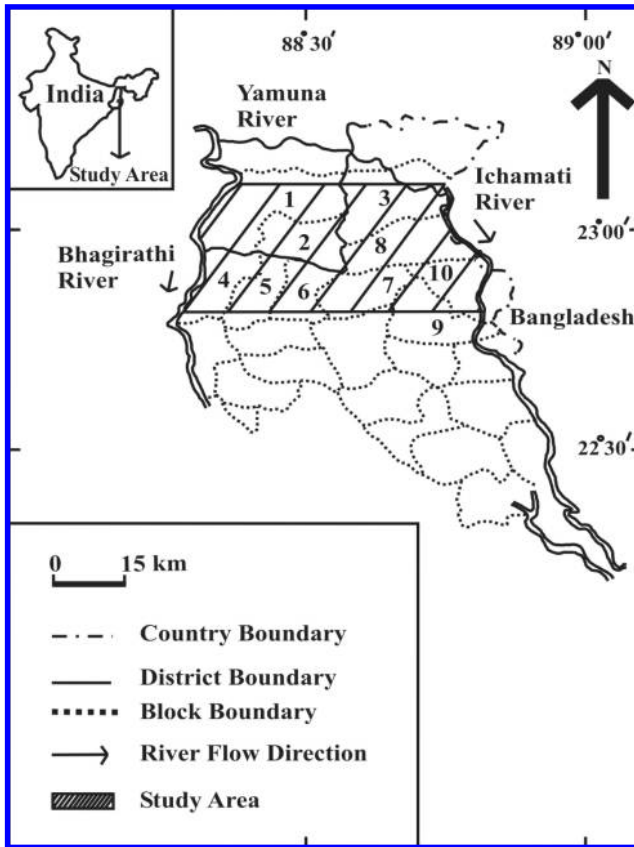 88°30′
89°00′
India
Study Area
N
Yamuna
River
Ichamati
River
1
3
23°00′
2
8
Bhagirathi
River
4
5
6
7
10
Bangladesh
9
22°30′
0 15 km
Country Boundary
District Boundary
Block Boundary
River Flow Direction
Study Area